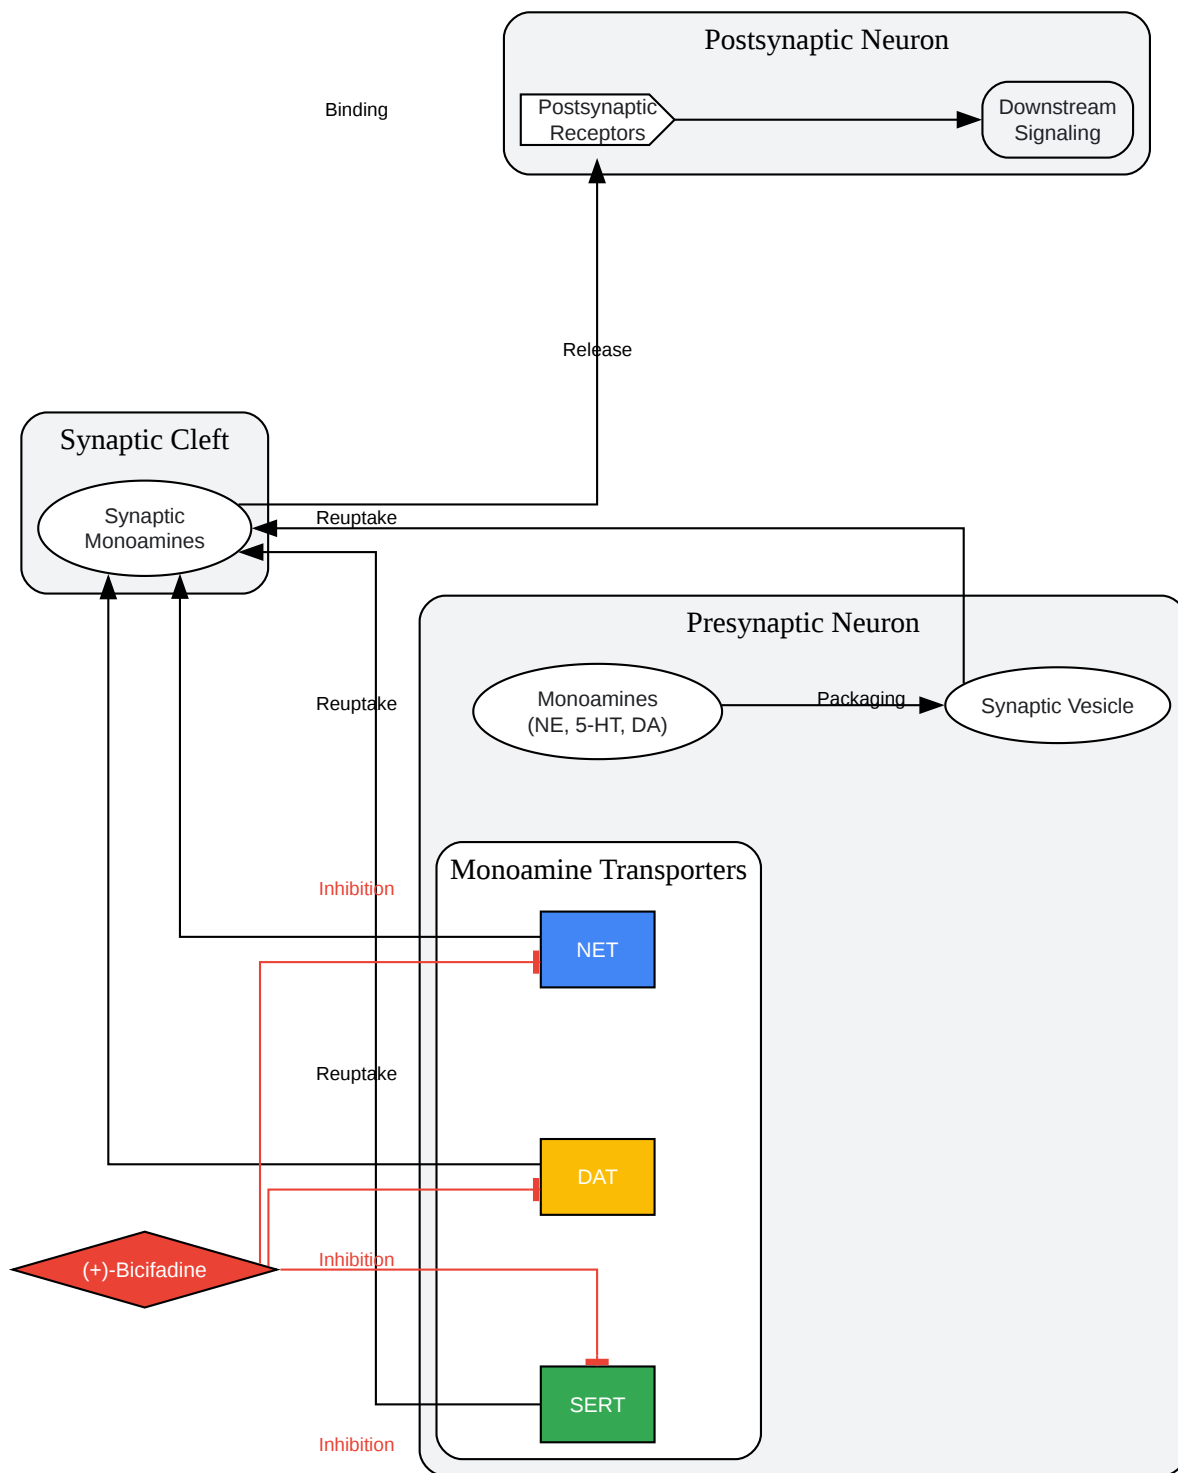 Postsynaptic Neuron
Binding
Postsynaptic
Receptors
Downstream
Signaling
Release
Synaptic Cleft
Synaptic
Monoamines
Reuptake
Presynaptic Neuron
Monoamines
(NE, 5-HT, DA)
Packaging
Synaptic Vesicle
Reuptake
Monoamine Transporters
Inhibition
NET
Reuptake
DAT
(+)-Bicifadine
Inhibition
SERT
Inhibition